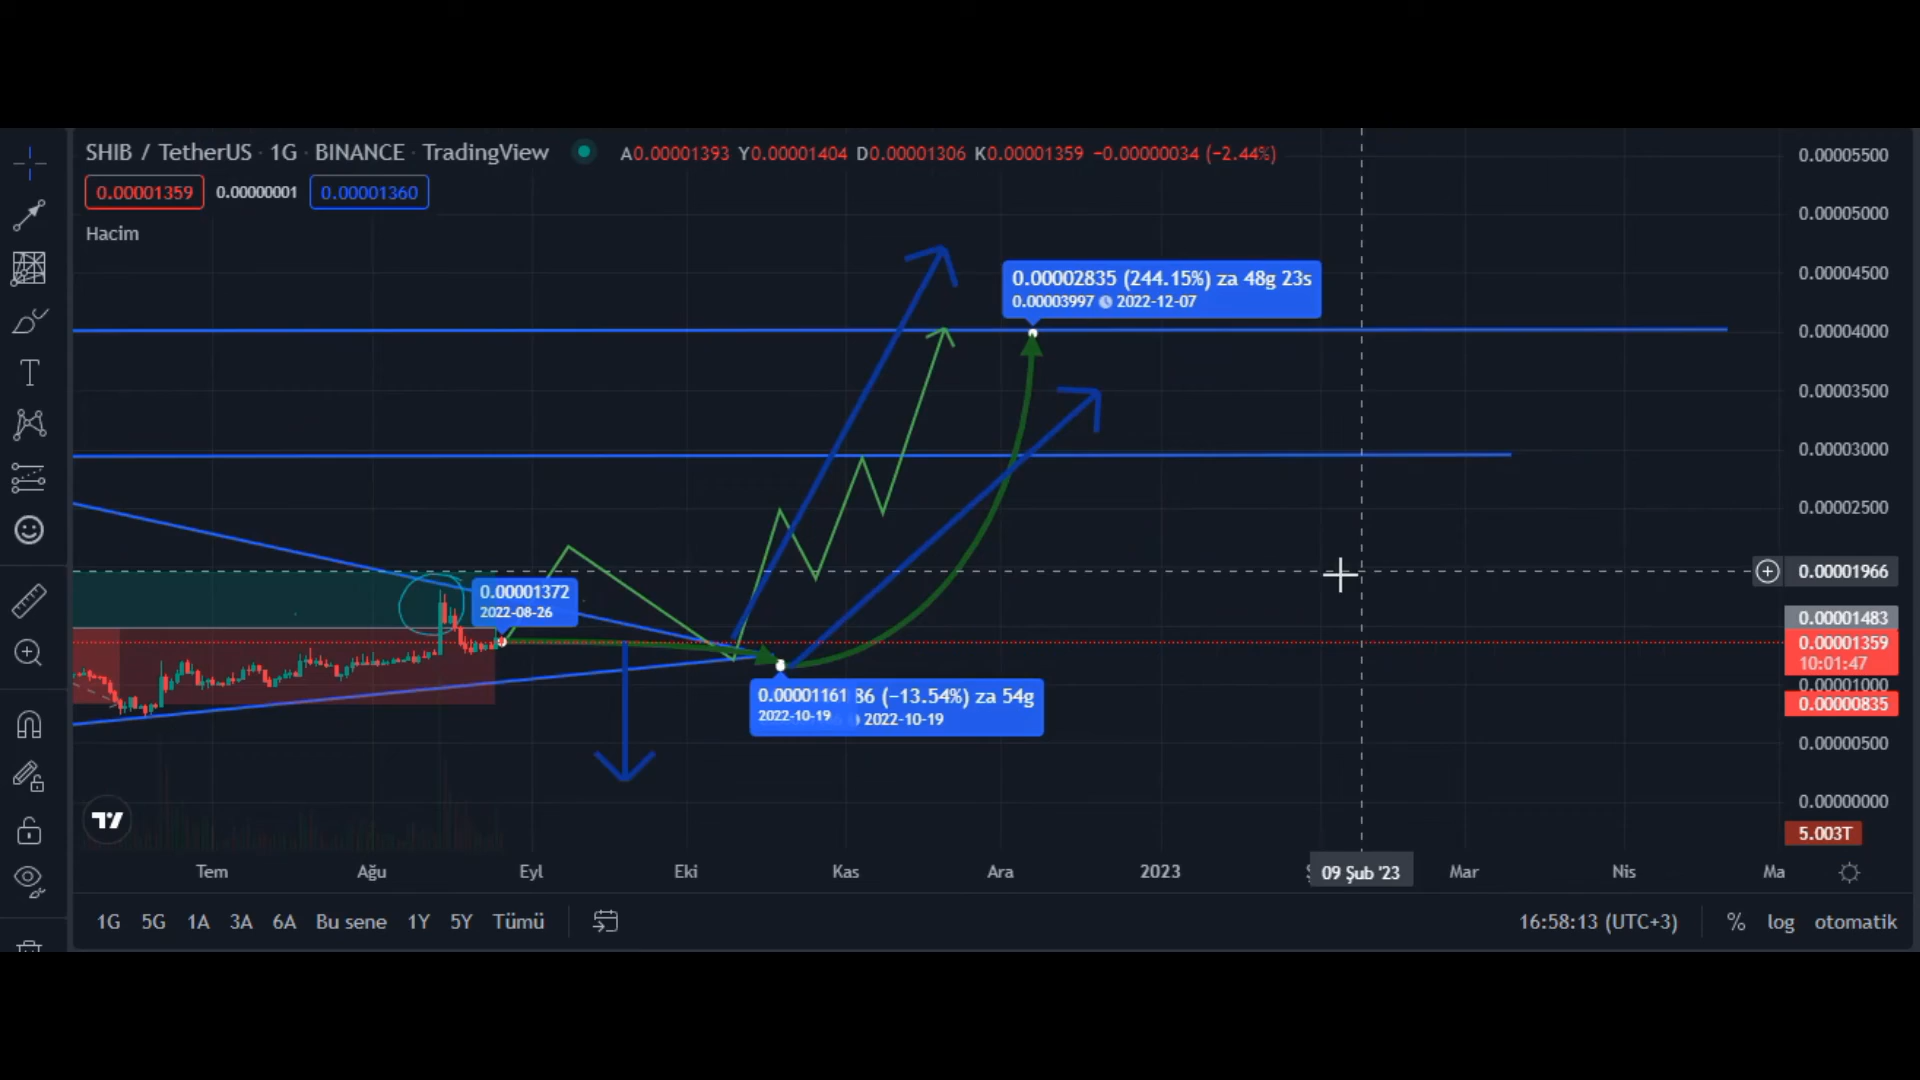 SHIB / TetherUS · 1G · BINANCE · TradingView
A0.00001393 Y0.00001404 D0.00001306 K0.00001359 −0.00000034 (−2.44%)
0.00001359 0.00000001 0.00001360
Hacim
0.00002835 (244.15%) za 48g 23s
0.00003997 2022-12-07
0.00001372
2022-08-26
0.00001161 86 (−13.54%) za 54g
2022-10-19 2022-10-19
0.00005500
0.00005000
0.00004500
0.00004000
0.00003500
0.00003000
0.00002500
0.00001966
0.00001483
0.00001359
10:01:47
0.00001000
0.00000835
0.00000500
0.00000000
5.003T
Tem Ağu Eyl Eki Kas Ara 2023 09 Şub '23 Mar Nis Ma
1G 5G 1A 3A 6A Bu sene 1Y 5Y Tümü
16:58:13 (UTC+3) % log otomatik